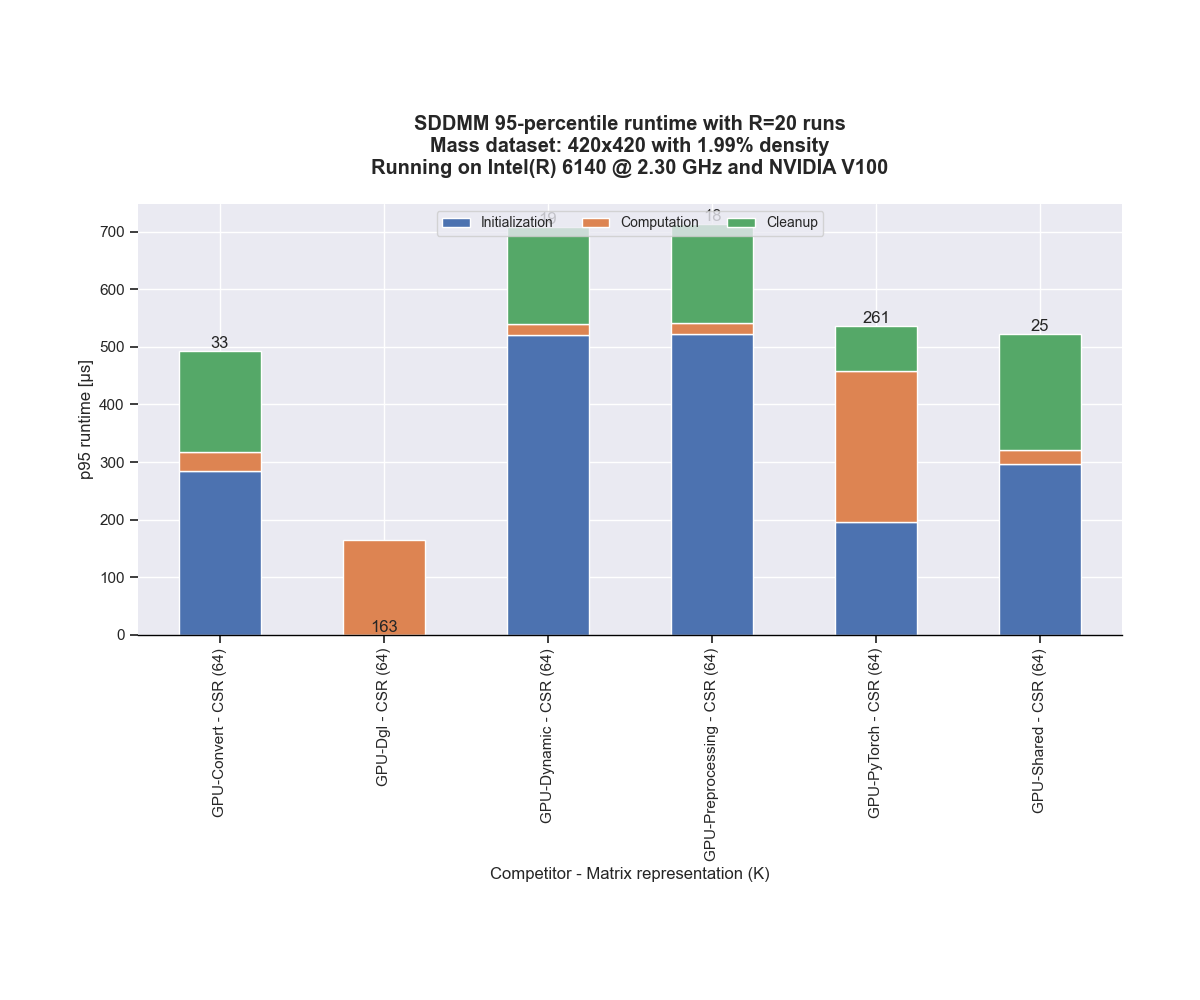 SDDMM 95-percentile runtime with R=20 runs
Mass dataset: 420x420 with 1.99% density
Running on Intel(R) 6140 @ 2.30 GHz and NVIDIA V100
Initialization Computation Cleanup
p95 runtime [µs]
700
600
500
400
300
200
100
0
33
163
19
18
261
25
GPU-Convert - CSR (64)
GPU-Dgl - CSR (64)
GPU-Dynamic - CSR (64)
GPU-Preprocessing - CSR (64)
GPU-PyTorch - CSR (64)
GPU-Shared - CSR (64)
Competitor - Matrix representation (K)